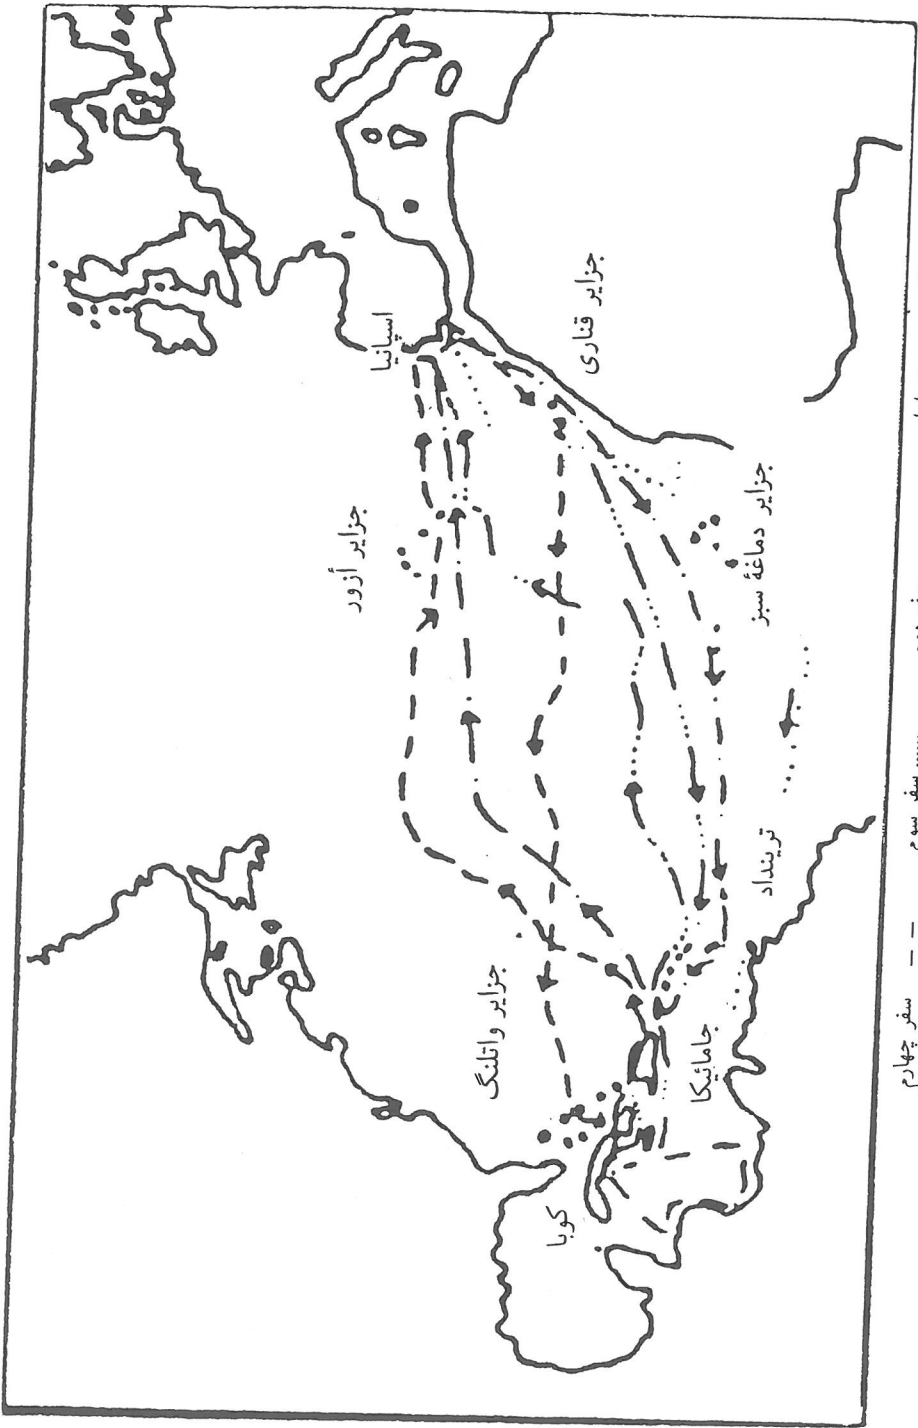 اسپانیا
جزایر قناری
جزایر أزور
جزایر دماغهٔ سبز
ترینداد
جزایر واتلنگ
جامائیکا
کوبا
سفر سوم
سفر چهارم